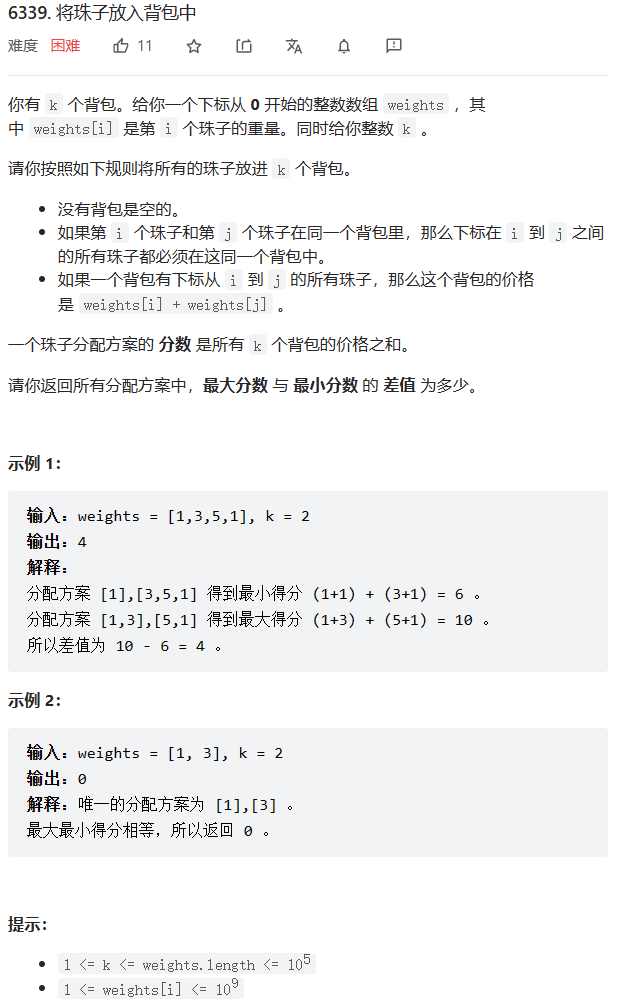 6339. 将珠子放入背包中
难度 困难 11
你有 k 个背包。给你一个下标从 0 开始的整数数组 weights ，其
中 weights[i] 是第 i 个珠子的重量。同时给你整数 k 。
请你按照如下规则将所有的珠子放进 k 个背包。
• 没有背包是空的。
• 如果第 i 个珠子和第 j 个珠子在同一个背包里，那么下标在 i 到 j 之间
的所有珠子都必须在这同一个背包中。
• 如果一个背包有下标从 i 到 j 的所有珠子，那么这个背包的价格
是 weights[i] + weights[j] 。
一个珠子分配方案的 分数 是所有 k 个背包的价格之和。
请你返回所有分配方案中，最大分数 与 最小分数 的 差值 为多少。
示例 1：
输入：weights = [1,3,5,1], k = 2
输出：4
解释：
分配方案 [1],[3,5,1] 得到最小得分 (1+1) + (3+1) = 6 。
分配方案 [1,3],[5,1] 得到最大得分 (1+3) + (5+1) = 10 。
所以差值为 10 - 6 = 4 。
示例 2：
输入：weights = [1, 3], k = 2
输出：0
解释：唯一的分配方案为 [1],[3] 。
最大最小得分相等，所以返回 0 。
提示：
• 1 <= k <= weights.length <= 10⁵
• 1 <= weights[i] <= 10⁹